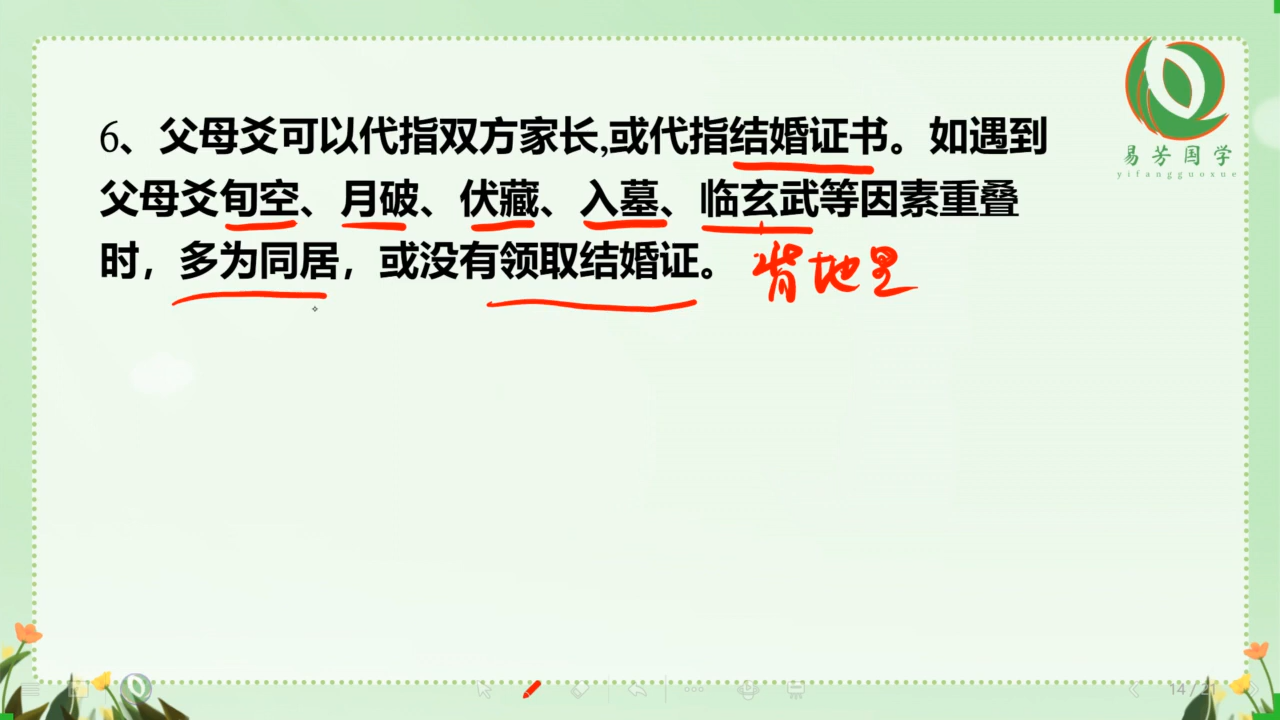 6、父母爻可以代指双方家长,或代指结婚证书。如遇到
父母爻旬空、月破、伏藏、入墓、临玄武等因素重叠
时，多为同居，或没有领取结婚证。
背地里
易芳国学
yifangguoxue
14 / 21